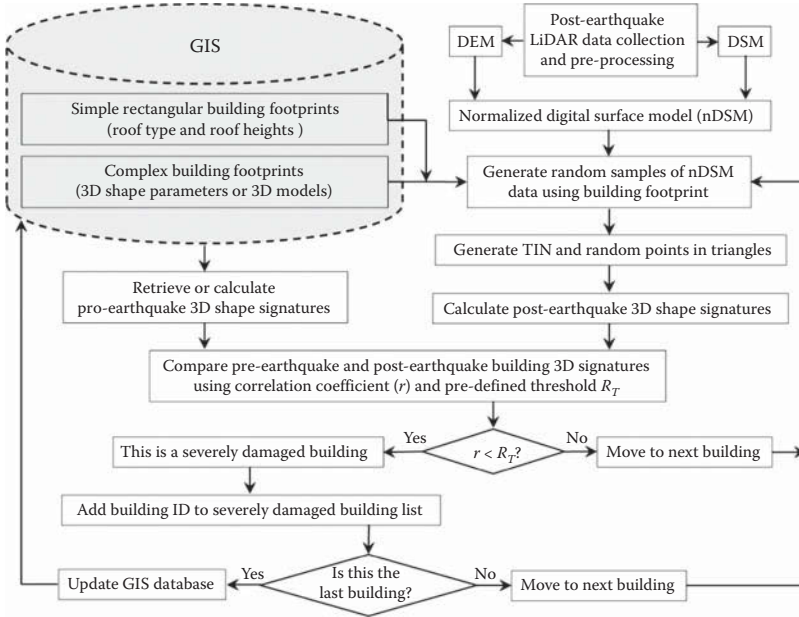 GIS
Simple rectangular building footprints
(roof type and roof heights )
Complex building footprints
(3D shape parameters or 3D models)
DEM
Post-earthquake
LiDAR data collection
and pre-processing
DSM
Normalized digital surface model (nDSM)
Generate random samples of nDSM
data using building footprint
Generate TIN and random points in triangles
Retrieve or calculate
pro-earthquake 3D shape signatures
Calculate post-earthquake 3D shape signatures
Compare pre-earthquake and post-earthquake building 3D signatures
using correlation coefficient (r) and pre-defined threshold R_T
This is a severely damaged building
Yes
r < R_T?
No
Move to next building
Add building ID to severely damaged building list
Update GIS database
Yes
Is this the
last building?
No
Move to next building